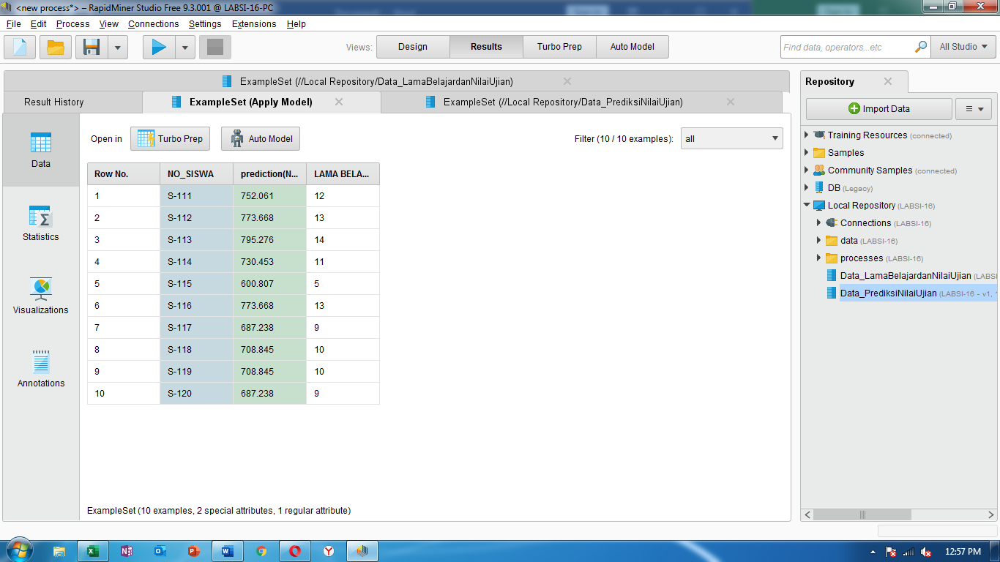 <new process*> – RapidMiner Studio Free 9.3.001 @ LABSI-16-PC
File Edit Process View Connections Settings Extensions Help
Views: Design Results Turbo Prep Auto Model Find data, operators...etc All Studio
ExampleSet (//Local Repository/Data_LamaBelajardanNilaiUjian)
Result History ExampleSet (Apply Model) ExampleSet (//Local Repository/Data_PrediksiNilaiUjian)
Open in Turbo Prep Auto Model Filter (10 / 10 examples): all
Data
Statistics
Visualizations
Annotations
Row No. NO_SISWA prediction(N... LAMA BELA...
1 S-111 752.061 12
2 S-112 773.668 13
3 S-113 795.276 14
4 S-114 730.453 11
5 S-115 600.807 5
6 S-116 773.668 13
7 S-117 687.238 9
8 S-118 708.845 10
9 S-119 708.845 10
10 S-120 687.238 9
ExampleSet (10 examples, 2 special attributes, 1 regular attribute)
Repository
Import Data
Training Resources (connected)
Samples
Community Samples (connected)
DB (Legacy)
Local Repository (LABSI-16)
Connections (LABSI-16)
data (LABSI-16)
processes (LABSI-16)
Data_LamaBelajardanNilaiUjian (LABSI
Data_PrediksiNilaiUjian (LABSI-16 - v1,
12:57 PM